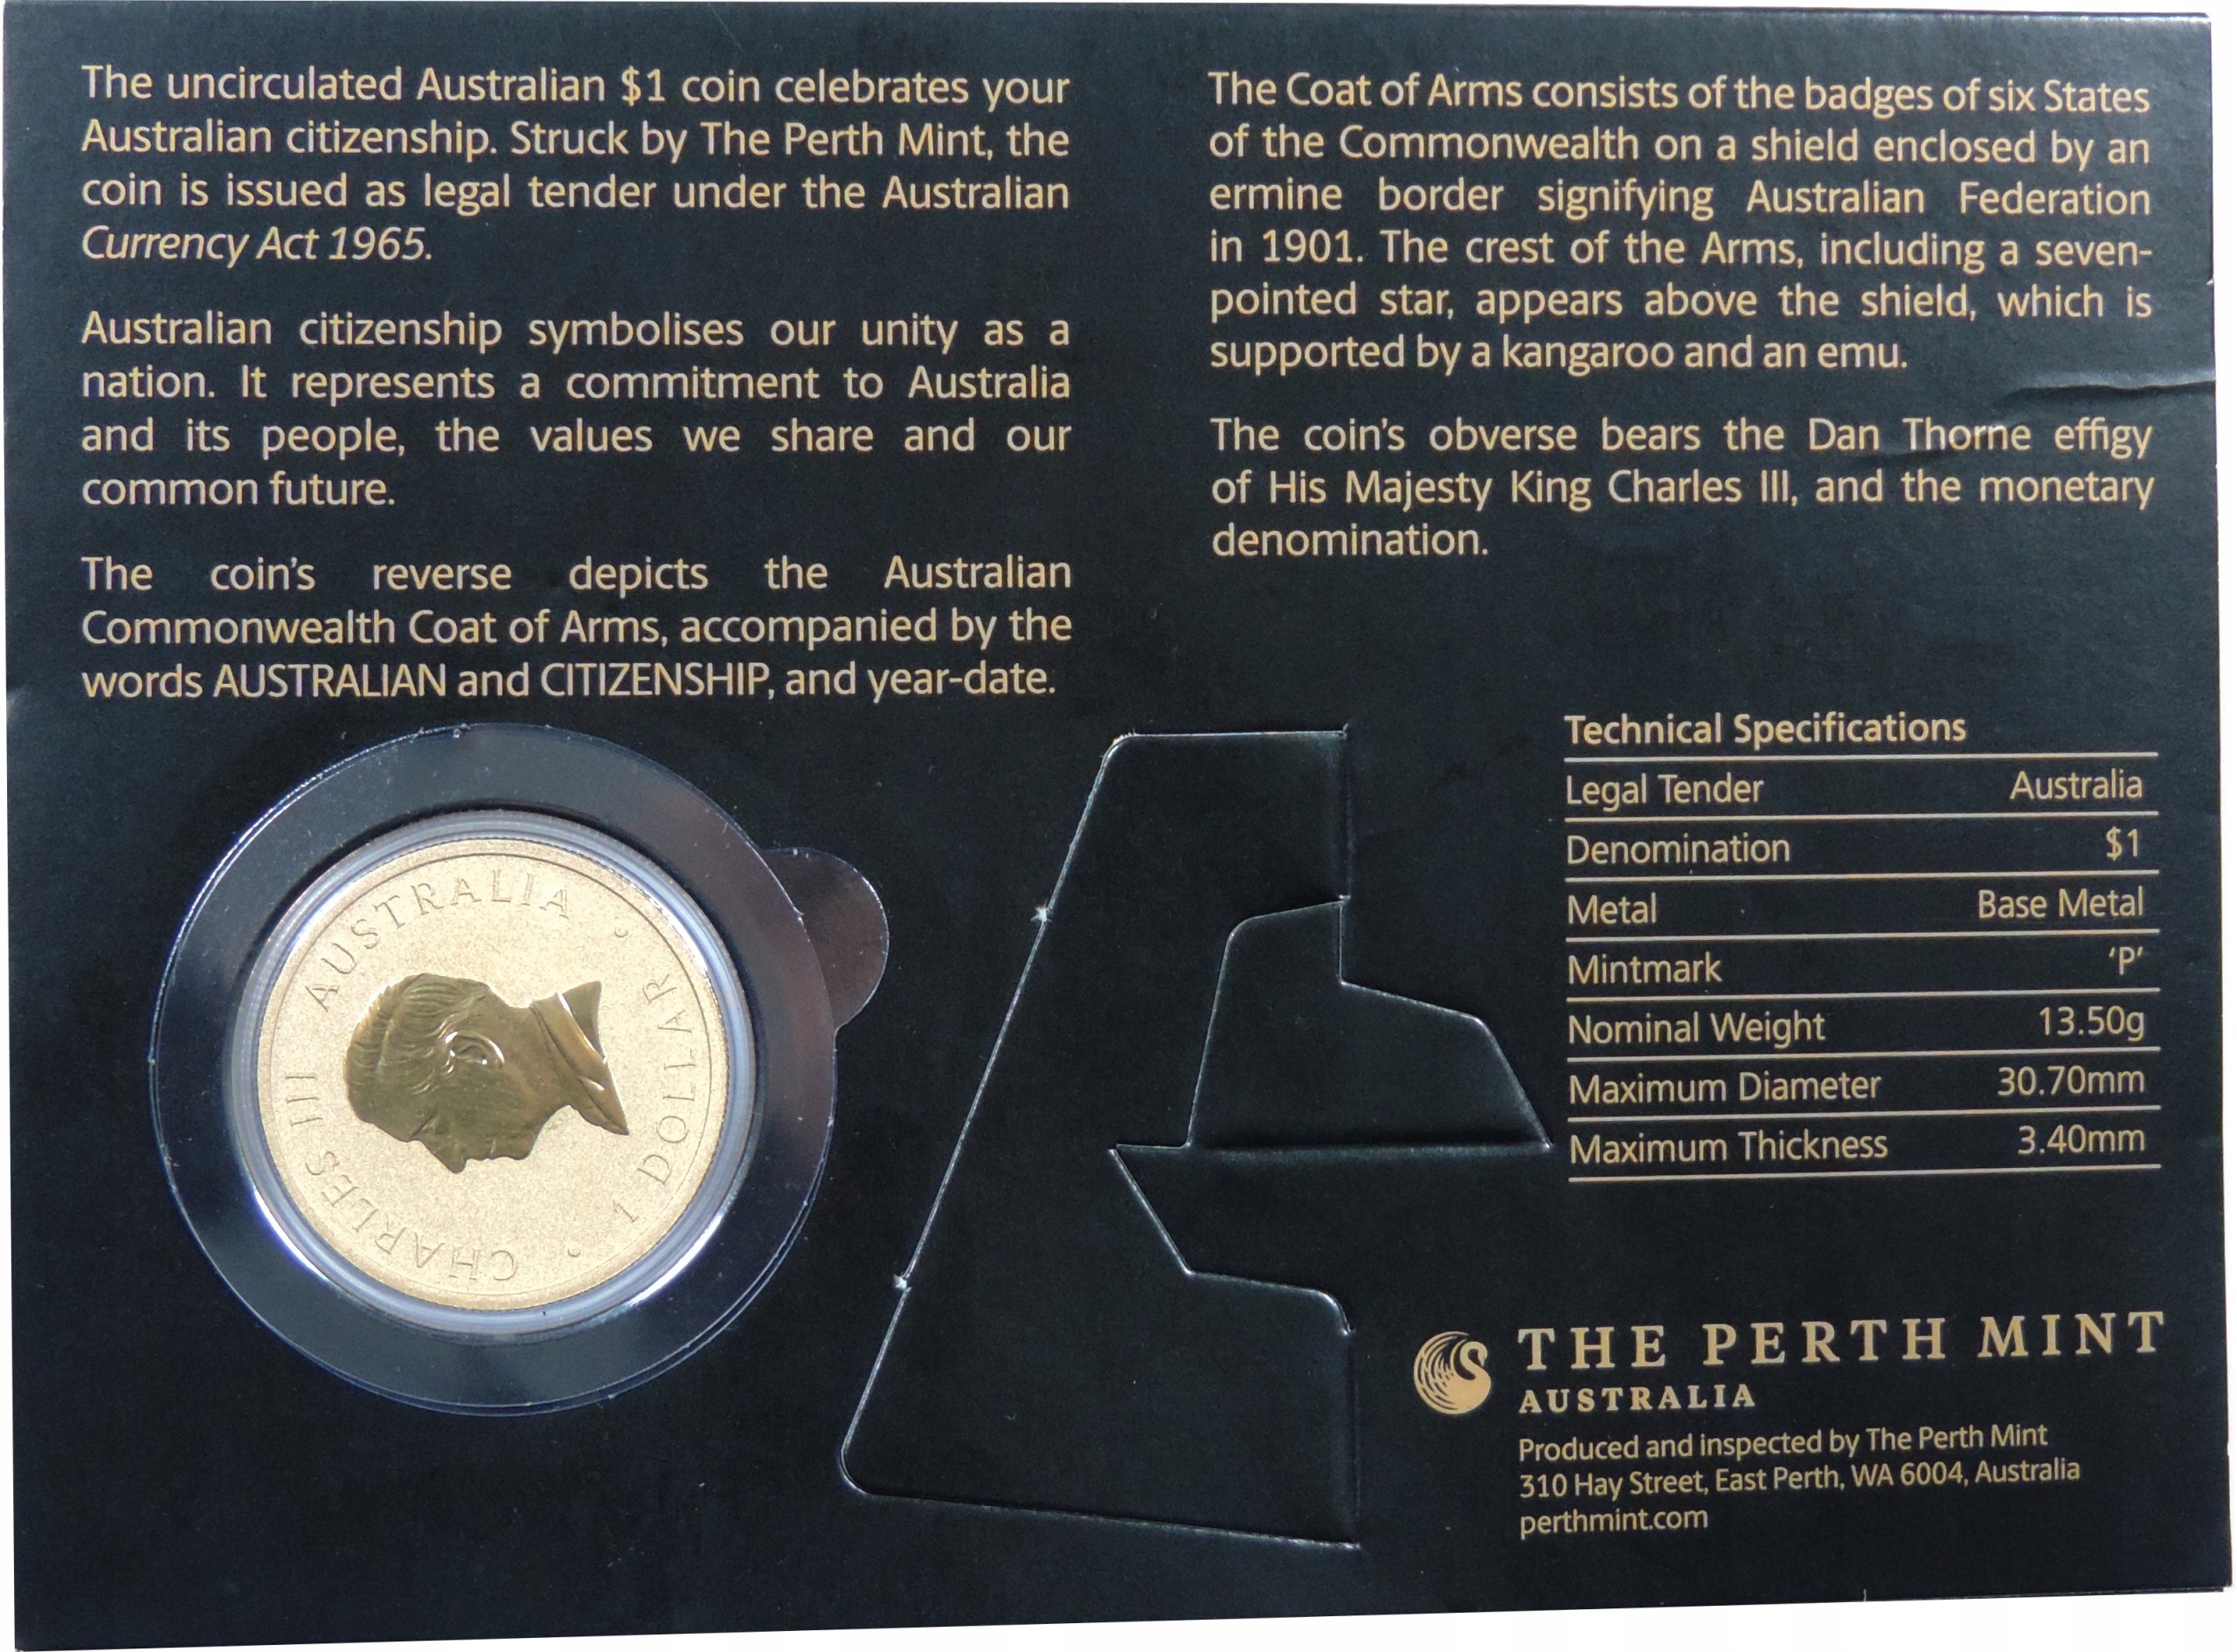 The uncirculated Australian $1 coin celebrates your
Australian citizenship. Struck by The Perth Mint, the
coin is issued as legal tender under the Australian
Currency Act 1965.
Australian citizenship symbolises our unity as a
nation. It represents a commitment to Australia
and its people, the values we share and our
common future.
The coin's reverse depicts the Australian
Commonwealth Coat of Arms, accompanied by the
words AUSTRALIAN and CITIZENSHIP, and year-date.
The Coat of Arms consists of the badges of six States
of the Commonwealth on a shield enclosed by an
ermine border signifying Australian Federation
in 1901. The crest of the Arms, including a seven-
pointed star, appears above the shield, which is
supported by a kangaroo and an emu.
The coin's obverse bears the Dan Thorne effigy
of His Majesty King Charles III, and the monetary
denomination.
CHARLES III AUSTRALIA
1 DOLLAR
Technical Specifications
Legal Tender Australia
Denomination $1
Metal Base Metal
Mintmark 'P'
Nominal Weight 13.50g
Maximum Diameter 30.70mm
Maximum Thickness 3.40mm
THE PERTH MINT
AUSTRALIA
Produced and inspected by The Perth Mint
310 Hay Street, East Perth, WA 6004, Australia
perthmint.com